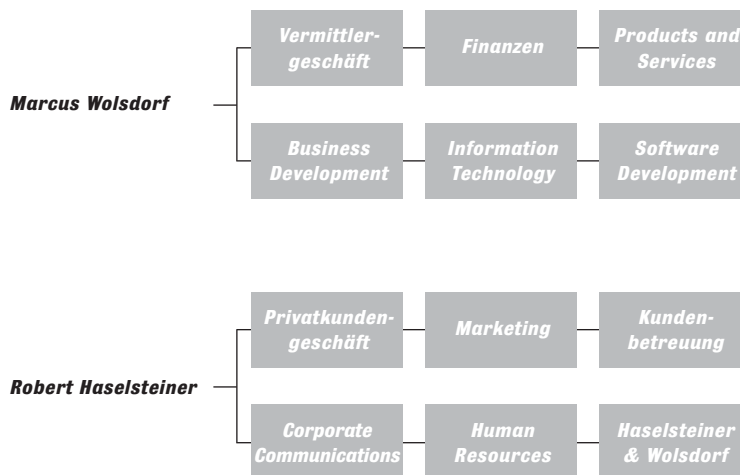 Vermittler-
geschäft
Finanzen
Products and
Services
Marcus Wolsdorf
Business
Development
Information
Technology
Software
Development
Privatkunden-
geschäft
Marketing
Kunden-
betreuung
Robert Haselsteiner
Corporate
Communications
Human
Resources
Haselsteiner
& Wolsdorf